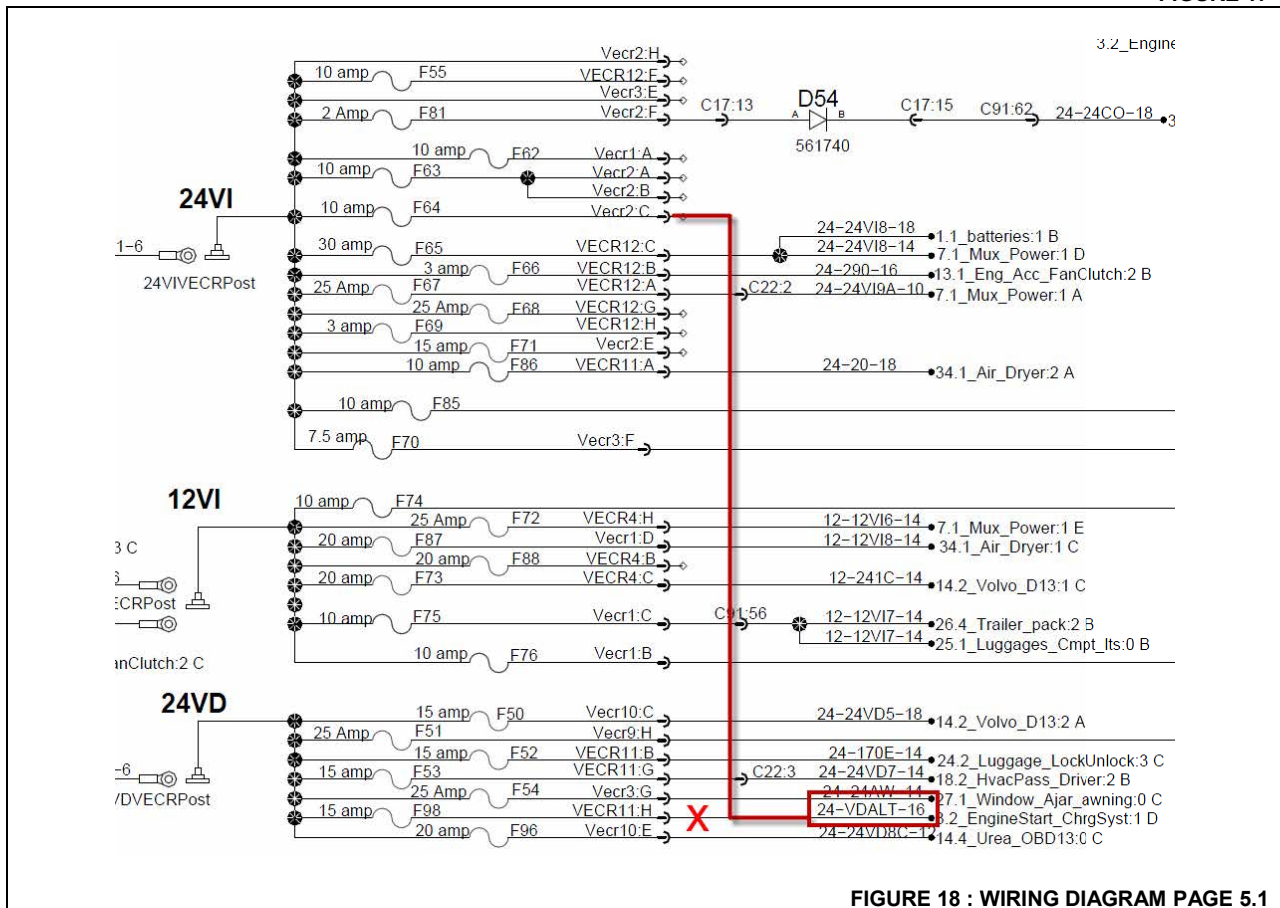 Vecr2:H
3.2_Engine
10 amp F55 VECR12:F
Vecr3:E
2 Amp F81 Vecr2:F C17:13 A D54 B C17:15 C91:62 24-24CO-18
561740
10 amp F62 Vecr1:A
10 amp F63 Vecr2:A
Vecr2:B
24VI
10 amp F64 Vecr2:C
24-24VI8-18 1.1_batteries:1 B
1-6 30 amp F65 VECR12:C 24-24VI8-14 7.1_Mux_Power:1 D
3 amp F66 VECR12:B 24-290-16 13.1_Eng_Acc_FanClutch:2 B
24VIVECRPost
25 Amp F67 VECR12:A C22:2 24-24VI9A-10 7.1_Mux_Power:1 A
25 Amp F68 VECR12:G
3 amp F69 VECR12:H
15 amp F71 Vecr2:E
10 amp F86 VECR11:A 24-20-18 34.1_Air_Dryer:2 A
10 amp F85
7.5 amp F70 Vecr3:F
12VI
10 amp F74
25 Amp F72 VECR4:H 12-12VI6-14 7.1_Mux_Power:1 E
3 C 20 amp F87 Vecr1:D 12-12VI8-14 34.1_Air_Dryer:1 C
20 amp F88 VECR4:B
20 amp F73 VECR4:C 12-241C-14 14.2_Volvo_D13:1 C
ECRPost
10 amp F75 Vecr1:C C91:56 12-12VI7-14 26.4_Trailer_pack:2 B
12-12VI7-14 25.1_Luggages_Cmpt_lts:0 B
anClutch:2 C 10 amp F76 Vecr1:B
24VD
15 amp F50 Vecr10:C 24-24VD5-18 14.2_Volvo_D13:2 A
25 Amp F51 Vecr9:H
15 amp F52 VECR11:B 24-170E-14 24.2_Luggage_LockUnlock:3 C
-6 15 amp F53 VECR11:G C22:3 24-24VD7-14 18.2_HvacPass_Driver:2 B
25 Amp F54 Vecr3:G 24-24AW-14 27.1_Window_Ajar_awning:0 C
/DVECRPost
15 amp F98 VECR11:H X 24-VDALT-16 3.2_EngineStart_ChrgSyst:1 D
20 amp F96 Vecr10:E 24-24VD8C-12 14.4_Urea_OBD13:0 C
FIGURE 18 : WIRING DIAGRAM PAGE 5.1